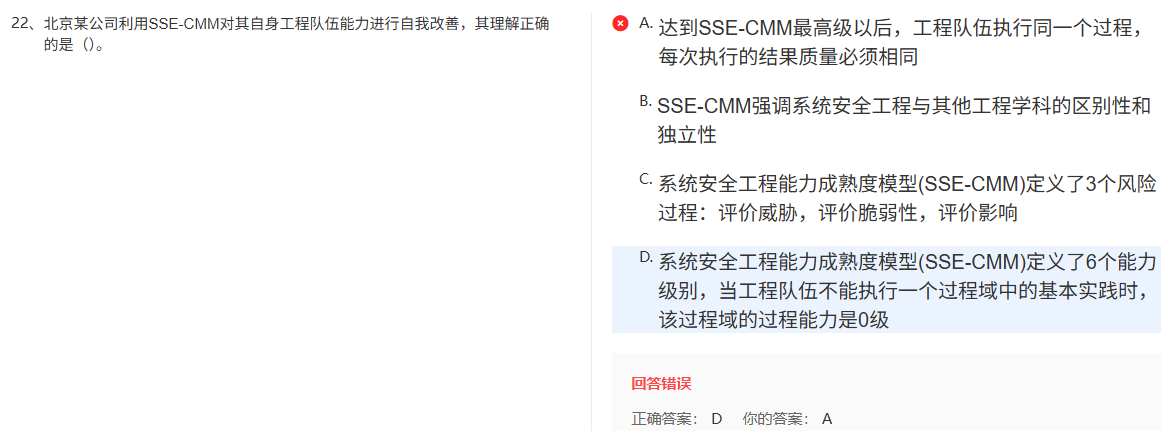 22、北京某公司利用SSE-CMM对其自身工程队伍能力进行自我改善，其理解正确
的是（）。
A. 达到SSE-CMM最高级以后，工程队伍执行同一个过程，
每次执行的结果质量必须相同
B. SSE-CMM强调系统安全工程与其他工程学科的区别性和
独立性
C. 系统安全工程能力成熟度模型(SSE-CMM)定义了3个风险
过程：评价威胁，评价脆弱性，评价影响
D. 系统安全工程能力成熟度模型(SSE-CMM)定义了6个能力
级别，当工程队伍不能执行一个过程域中的基本实践时，
该过程域的过程能力是0级
回答错误
正确答案： D 你的答案： A